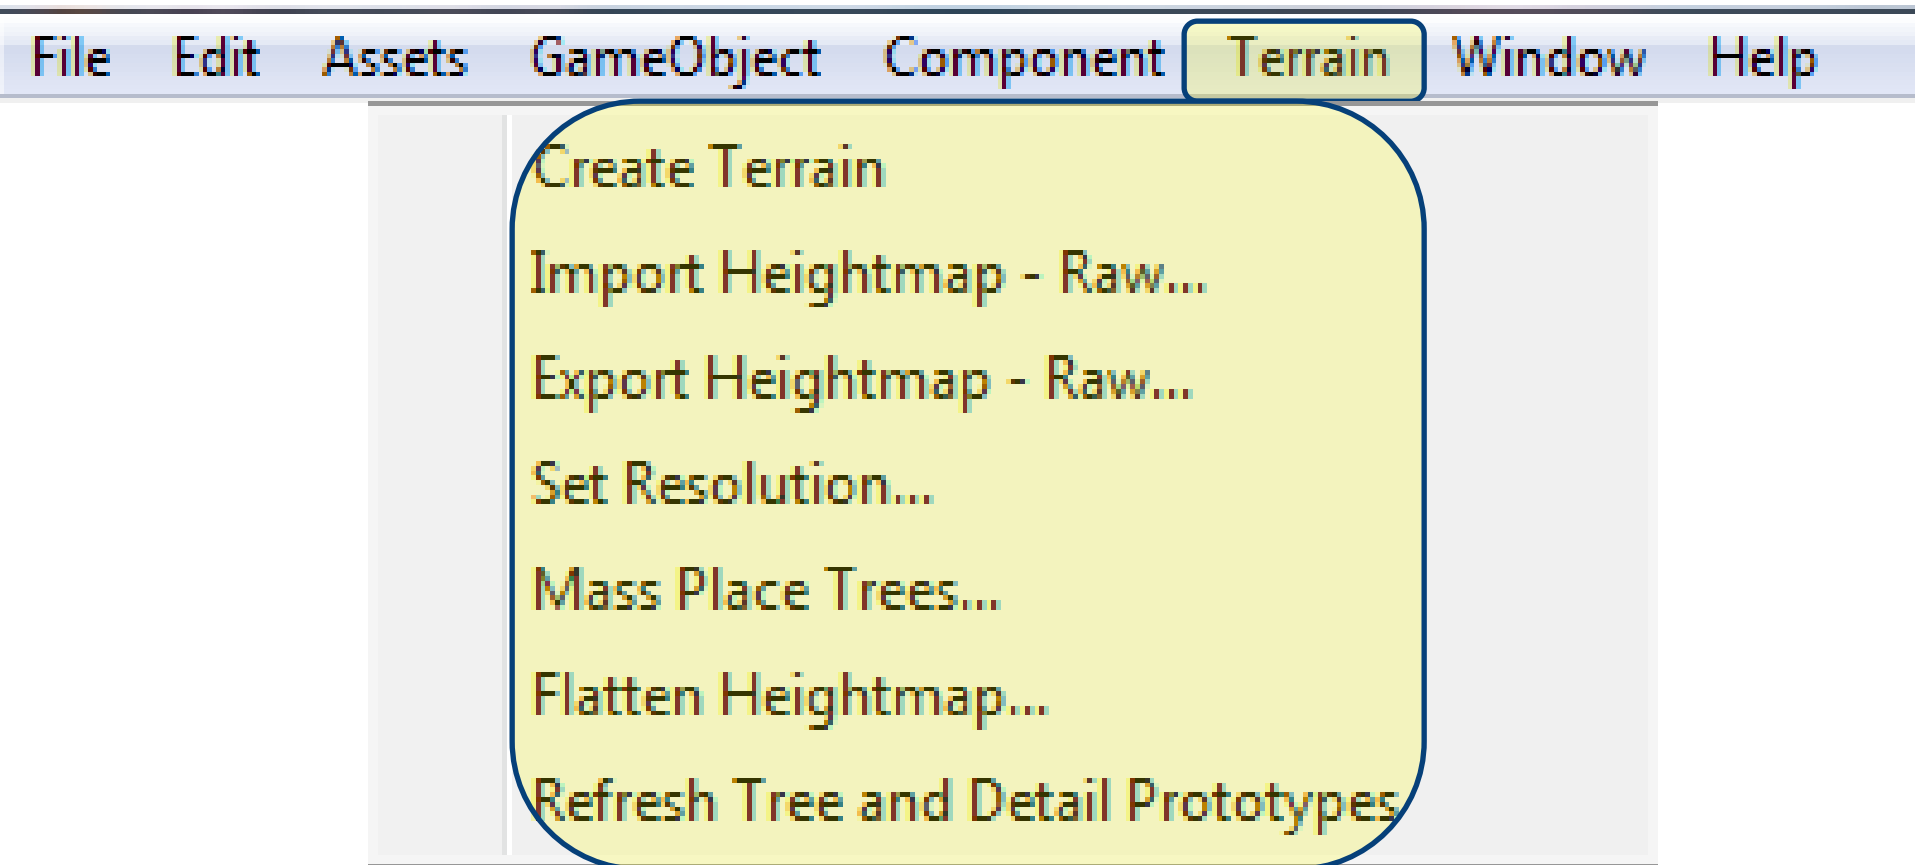 File Edit Assets GameObject Component Terrain Window Help
Create Terrain
Import Heightmap - Raw...
Export Heightmap - Raw...
Set Resolution...
Mass Place Trees...
Flatten Heightmap...
Refresh Tree and Detail Prototypes